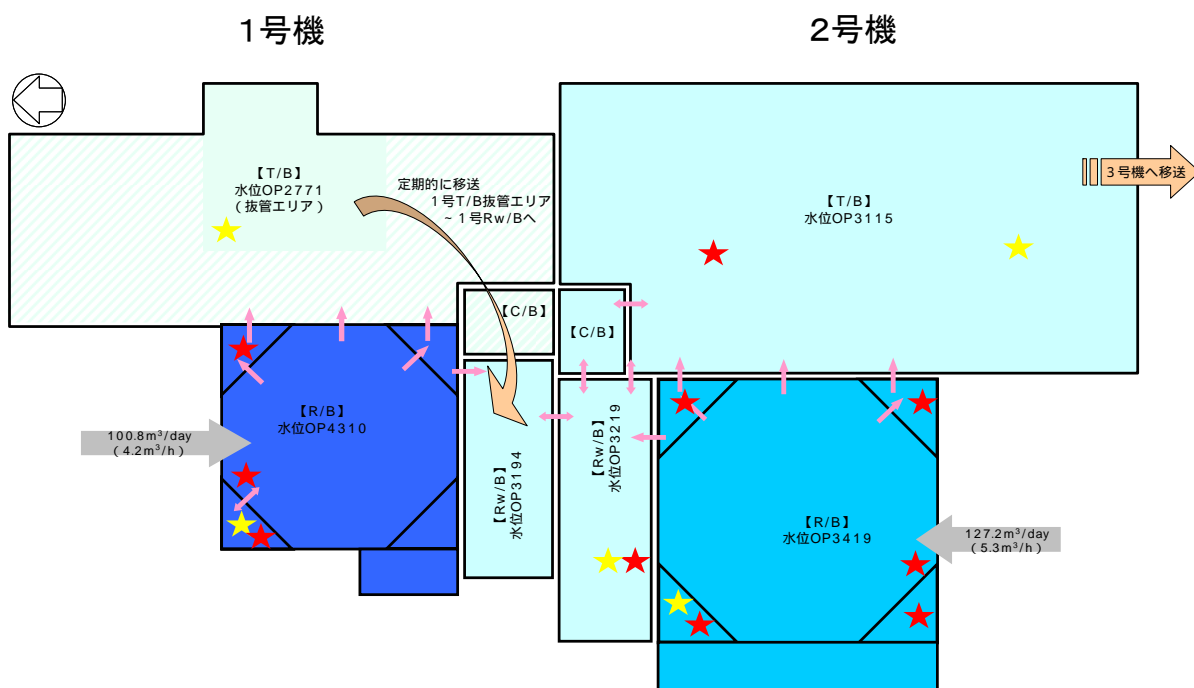 1号機
2号機
【T/B】
水位OP2771
(抜管エリア)
定期的に移送
1号T/B抜管エリア
~1号Rw/Bへ
【T/B】
水位OP3115
3号機へ移送
【C/B】
【C/B】
【R/B】
水位OP4310
100.8m³/day
(4.2m³/h)
【Rw/B】
水位OP3194
【Rw/B】
水位OP3219
【R/B】
水位OP3419
127.2m³/day
(5.3m³/h)